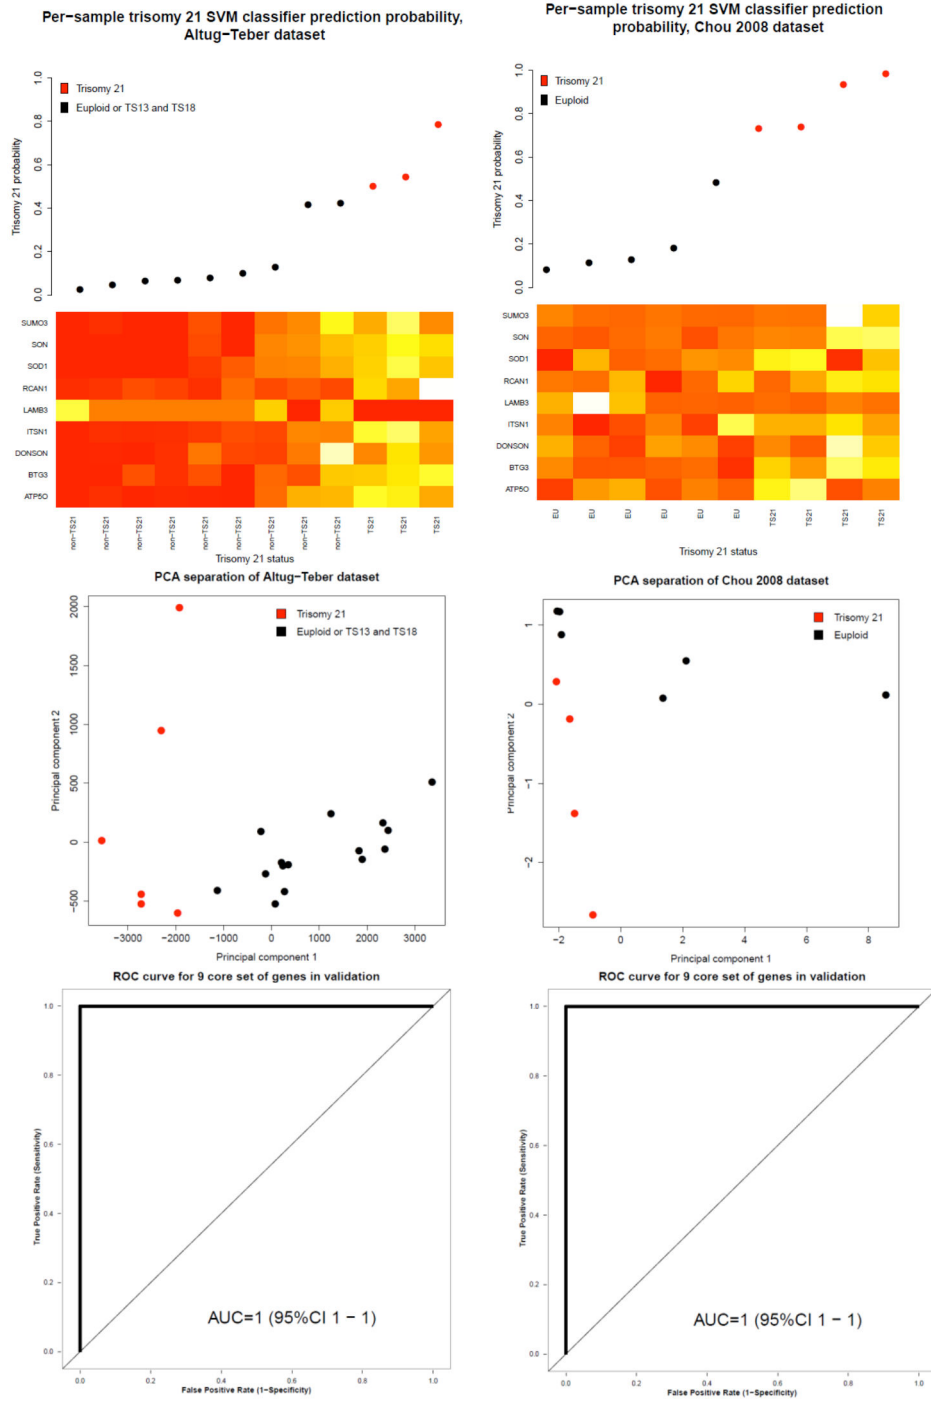 Per−sample trisomy 21 SVM classifier prediction probability,
Altug−Teber dataset
1.0
0.8
0.6
0.4
0.2
0.0
Trisomy 21 probability
Trisomy 21
Euploid or TS13 and TS18
SUMO3
SON
SOD1
RCAN1
LAMB3
ITSN1
DONSON
BTG3
ATP5O
non−TS21
non−TS21
non−TS21
non−TS21
non−TS21
non−TS21
non−TS21
non−TS21
non−TS21
TS21
TS21
TS21
Trisomy 21 status
Per−sample trisomy 21 SVM classifier prediction
probability, Chou 2008 dataset
1.0
0.8
0.6
0.4
0.2
0.0
Trisomy 21 probability
Trisomy 21
Euploid
SUMO3
SON
SOD1
RCAN1
LAMB3
ITSN1
DONSON
BTG3
ATP5O
EU
EU
EU
EU
EU
TS21
TS21
TS21
TS21
Trisomy 21 status
PCA separation of Altug−Teber dataset
2000
1500
1000
500
0
−500
Principal component 2
Trisomy 21
Euploid or TS13 and TS18
−3000 −2000 −1000 0 1000 2000 3000
Principal component 1
PCA separation of Chou 2008 dataset
1
0
−1
−2
Principal component 2
Trisomy 21
Euploid
−2 0 2 4 6 8
Principal component 1
ROC curve for 9 core set of genes in validation
1.0
0.8
0.6
0.4
0.2
0.0
True Positive Rate (Sensitivity)
AUC=1 (95%CI 1 − 1)
0.0 0.2 0.4 0.6 0.8 1.0
False Positive Rate (1−Specificity)
ROC curve for 9 core set of genes in validation
1.0
0.8
0.6
0.4
0.2
0.0
True Positive Rate (Sensitivity)
AUC=1 (95%CI 1 − 1)
0.0 0.2 0.4 0.6 0.8 1.0
False Positive Rate (1−Specificity)